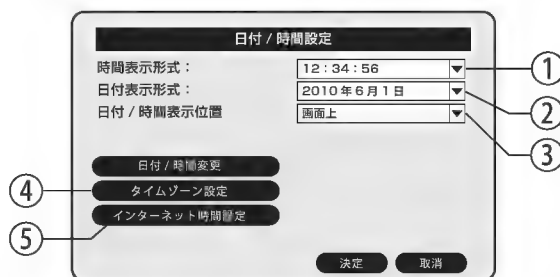 日付 / 時間設定
時間表示形式：
12：34：56
①
日付表示形式：
2010年6月1日
②
日付 / 時間表示位置
画面上
③
日付 / 時間変更
④
タイムゾーン設定
⑤
インターネット時間設定
決定
取消